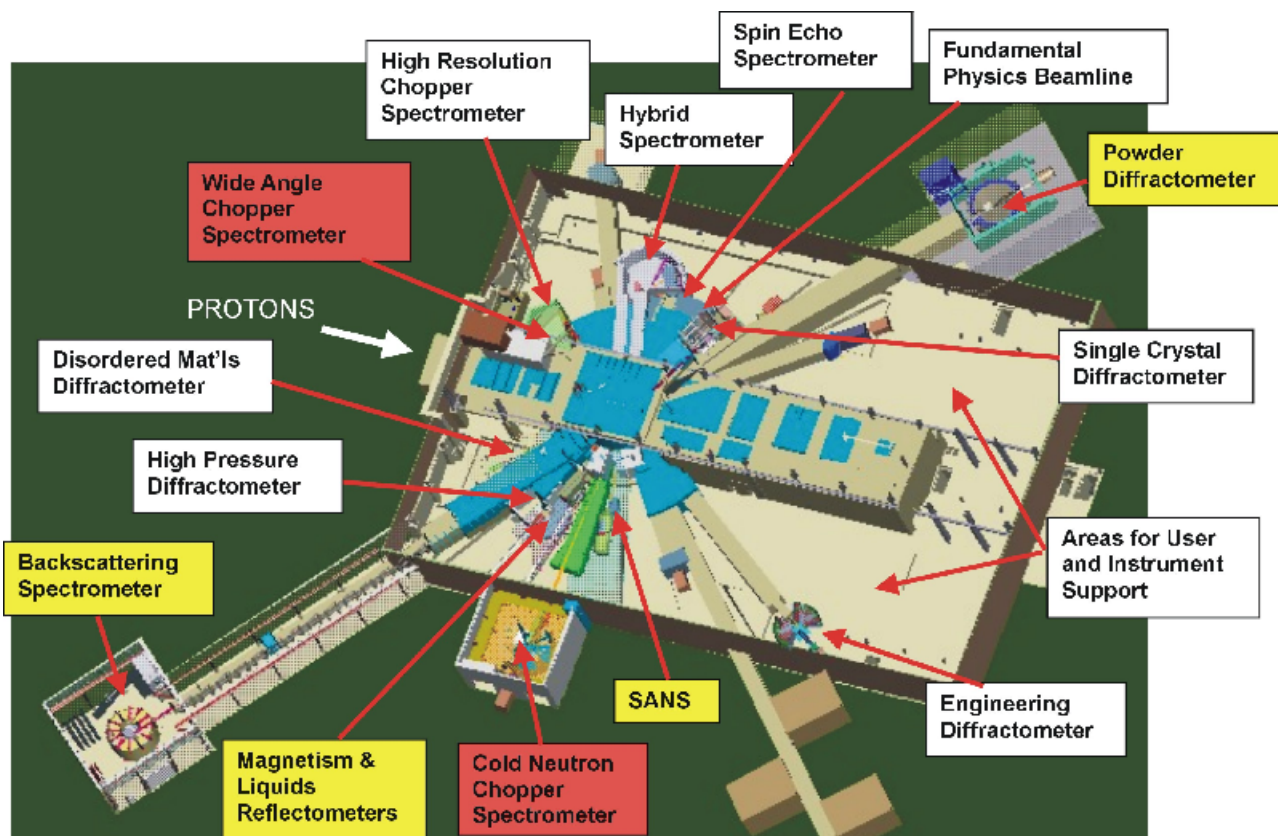 Spin Echo
Spectrometer
Fundamental
Physics Beamline
High Resolution
Chopper
Spectrometer
Hybrid
Spectrometer
Powder
Diffractometer
Wide Angle
Chopper
Spectrometer
PROTONS
Disordered Mat'ls
Diffractometer
Single Crystal
Diffractometer
High Pressure
Diffractometer
Backscattering
Spectrometer
Areas for User
and Instrument
Support
SANS
Engineering
Diffractometer
Magnetism &
Liquids
Reflectometers
Cold Neutron
Chopper
Spectrometer